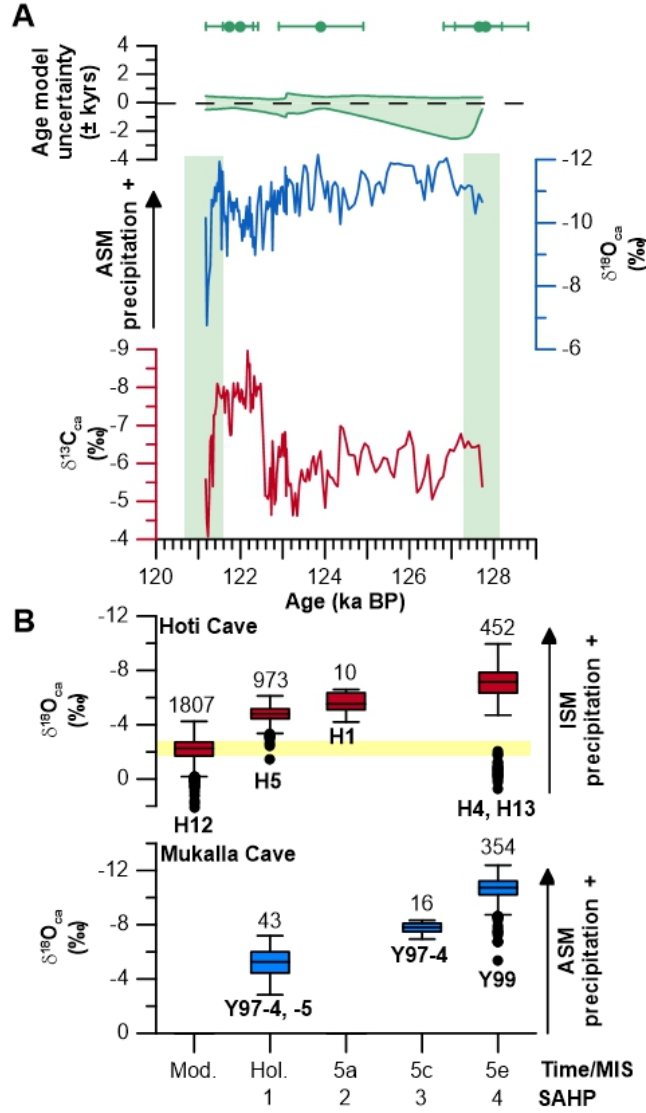 A
Age model
uncertainty
(± kyrs)
4
2
0
-2
-4
ASM
precipitation +
-12
-10
-8
-6
δ18Oca
(‰)
δ13Cca
(‰)
-9
-8
-7
-6
-5
-4
120 122 124 126 128
Age (ka BP)
B
Hoti Cave
δ18Oca
(‰)
-12
-8
-4
0
1807
973
10
452
H12
H5
H1
H4, H13
ISM
precipitation +
Mukalla Cave
δ18Oca
(‰)
-12
-8
-4
0
43
16
354
Y97-4, -5
Y97-4
Y99
ASM
precipitation +
Mod. Hol. 5a 5c 5e Time/MIS
1 2 3 4 SAHP